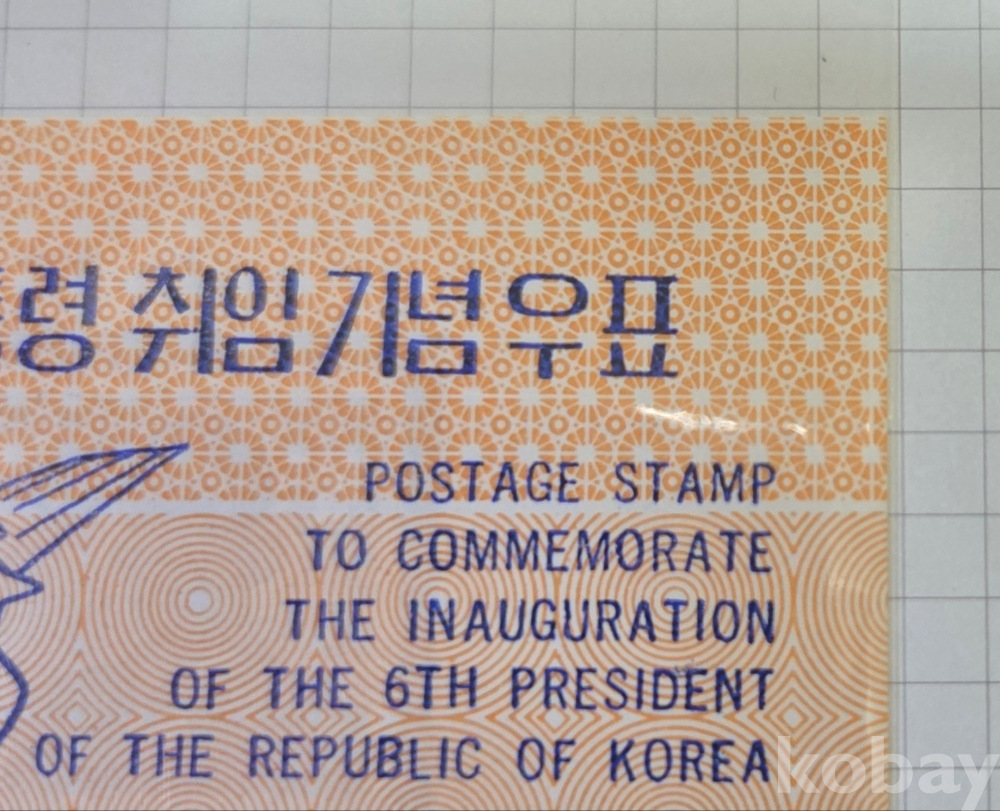 령 취임기념우표
POSTAGE STAMP
TO COMMEMORATE
THE INAUGURATION
OF THE 6TH PRESIDENT
OF THE REPUBLIC OF KOREA
kobay